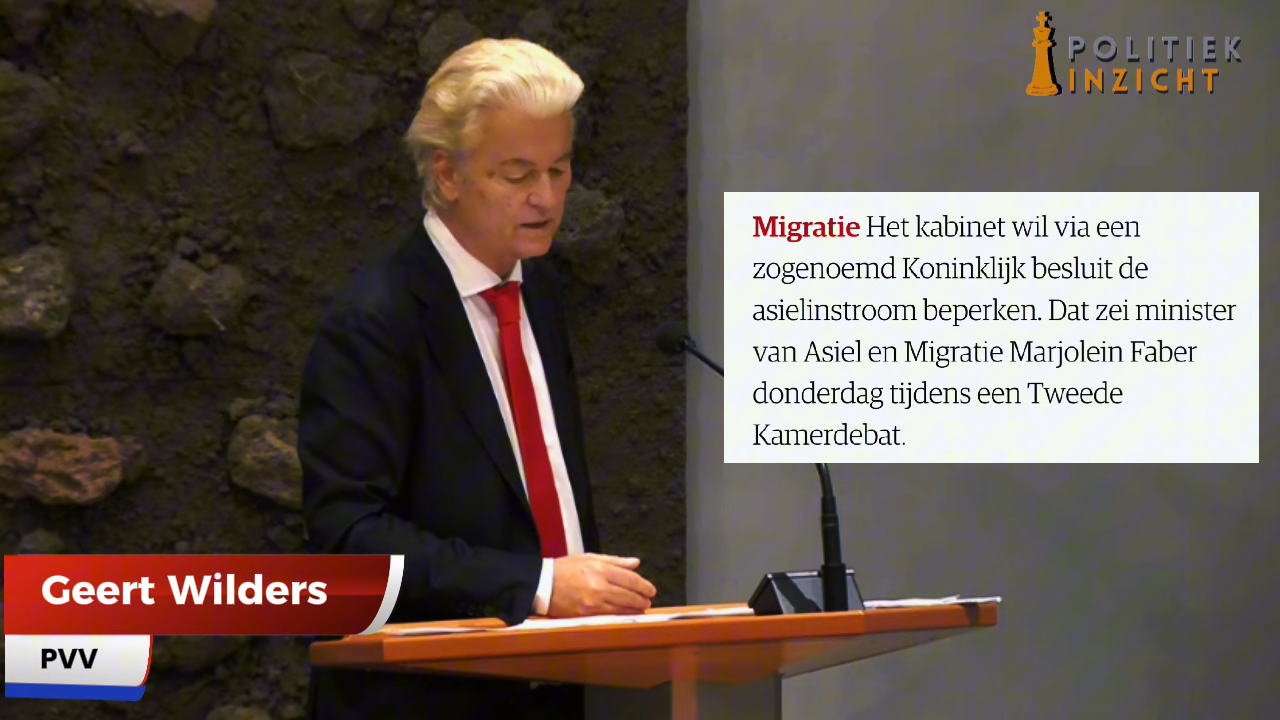 POLITIEK
INZICHT
Migratie Het kabinet wil via een
zogenoemd Koninklijk besluit de
asielinstroom beperken. Dat zei minister
van Asiel en Migratie Marjolein Faber
donderdag tijdens een Tweede
Kamerdebat.
Geert Wilders
PVV